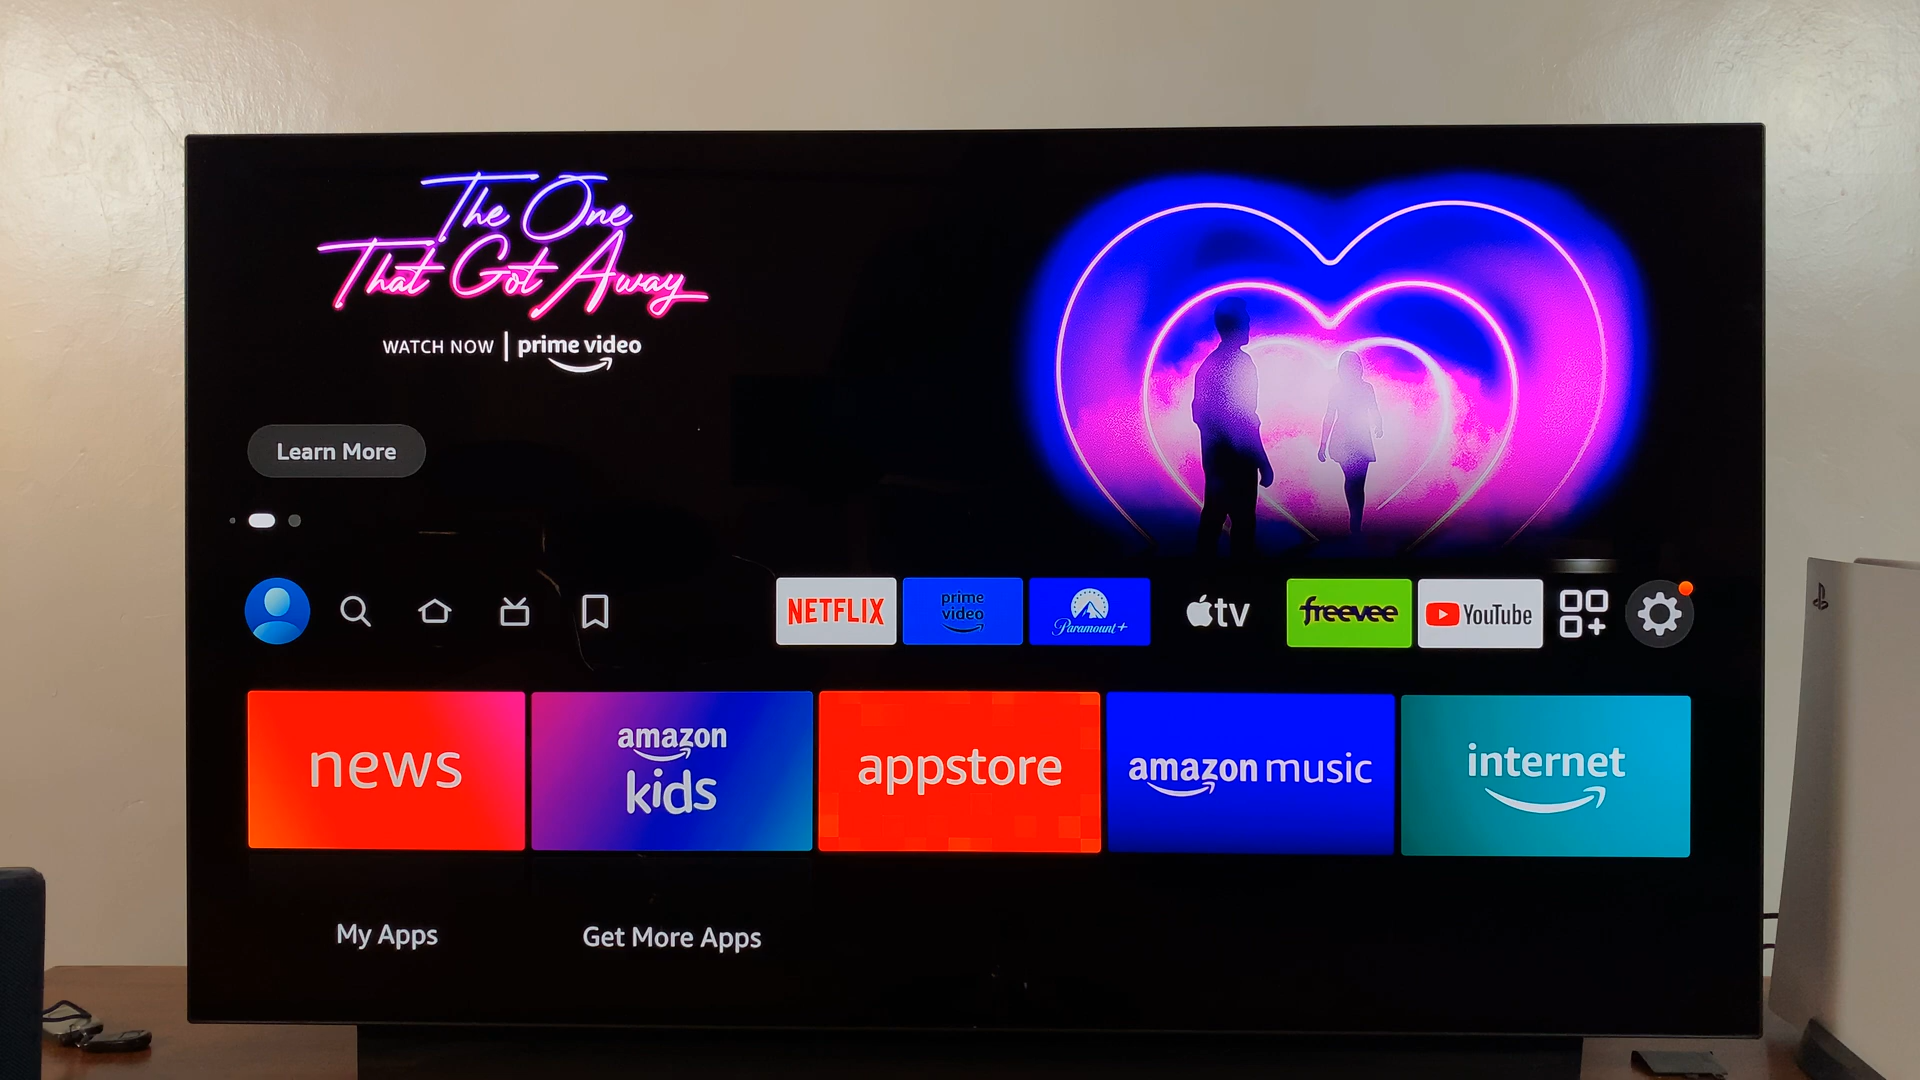 The One
That Got Away
WATCH NOW | prime video
Learn More
NETFLIX
prime video
Paramount+
tv
freevee
YouTube
news
amazon kids
appstore
amazon music
internet
My Apps
Get More Apps